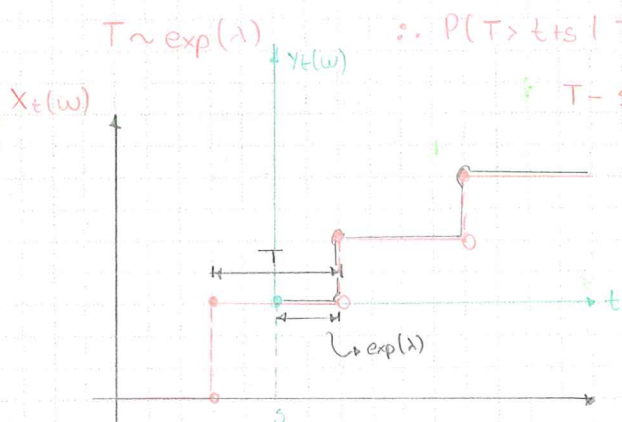 T ~ exp(λ)
∴ P(T > t+s |
Yt(ω)
Xt(ω)
T -
T
t
↳ exp(λ)
s